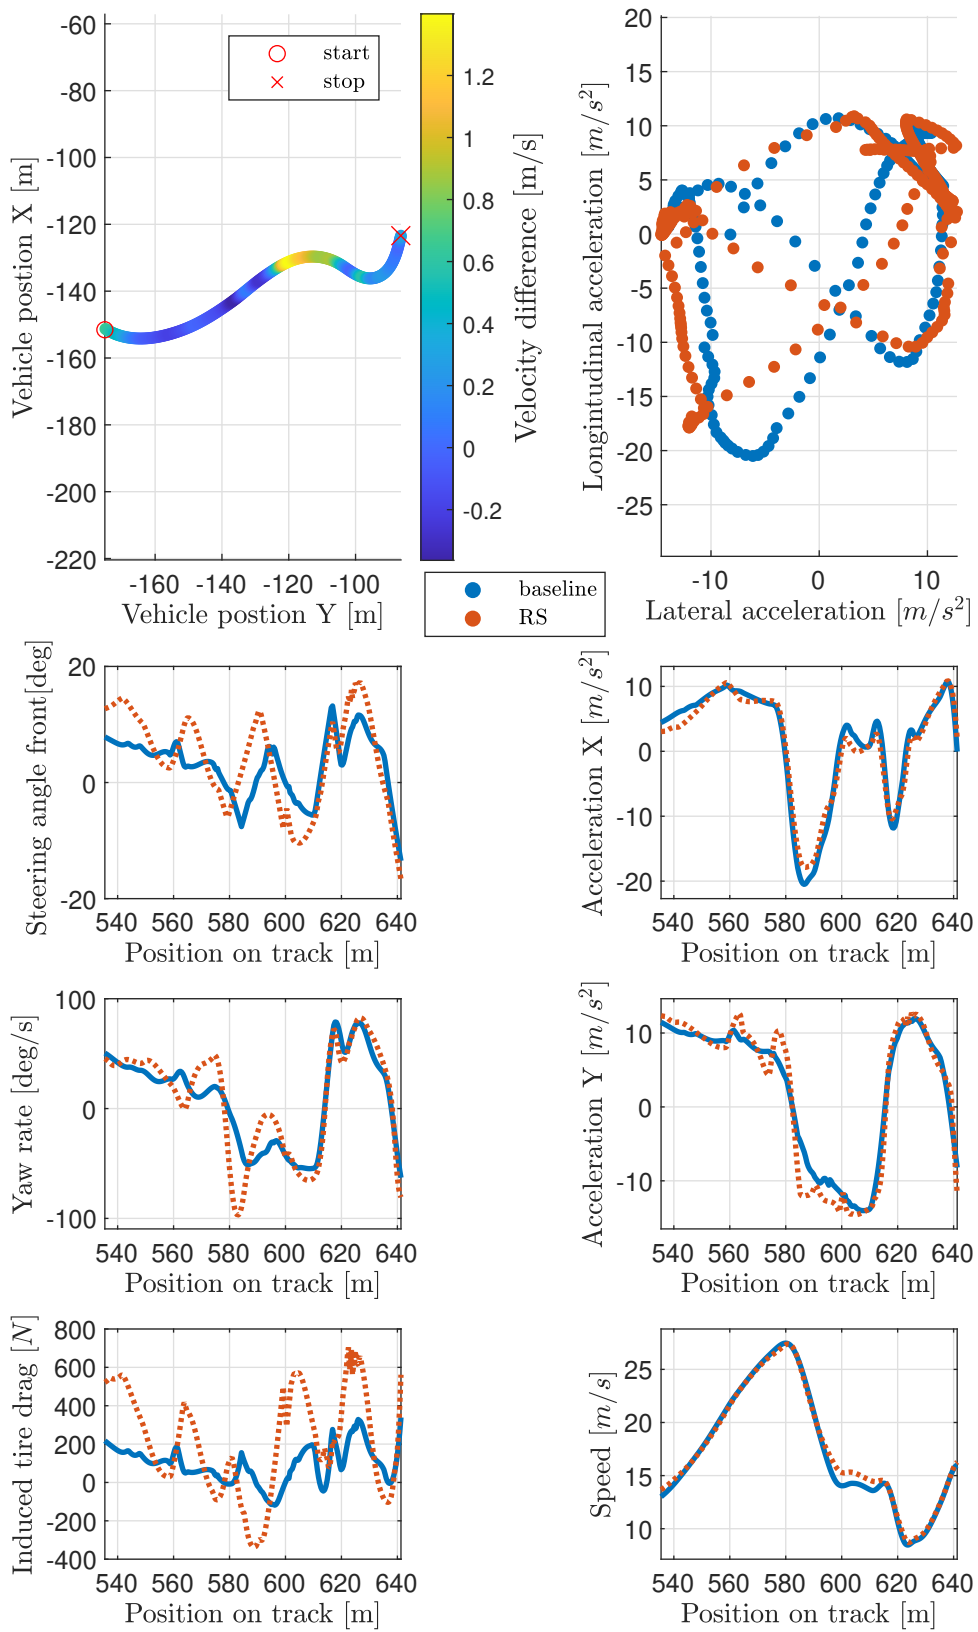 -60
-80
-100
-120
-140
-160
-180
-200
-220
-160 -140 -120 -100
Vehicle postion Y [m]
Vehicle postion X [m]
start
stop
1.2
1
0.8
0.6
0.4
0.2
0
-0.2
Velocity difference [m/s]
20
15
10
5
0
-5
-10
-15
-20
-25
-10 0 10
Lateral acceleration [m/s²]
Longintudinal acceleration [m/s²]
baseline
RS
20
0
-20
540 560 580 600 620 640
Position on track [m]
Steering angle front[deg]
10
0
-10
-20
540 560 580 600 620 640
Position on track [m]
Acceleration X [m/s²]
100
0
-100
540 560 580 600 620 640
Position on track [m]
Yaw rate [deg/s]
10
0
-10
540 560 580 600 620 640
Position on track [m]
Acceleration Y [m/s²]
800
600
400
200
0
-200
-400
540 560 580 600 620 640
Position on track [m]
Induced tire drag [N]
25
20
15
10
540 560 580 600 620 640
Position on track [m]
Speed [m/s]